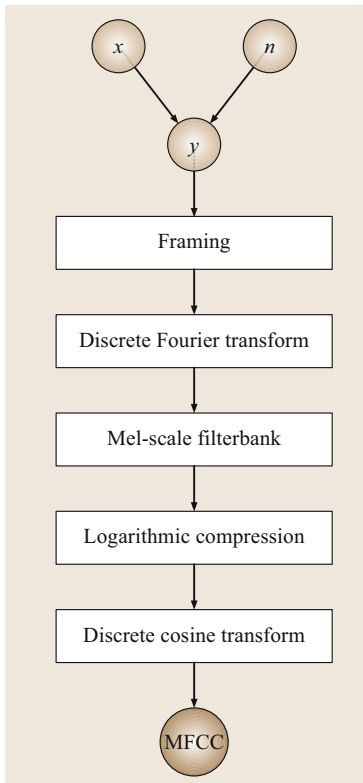 x
n
y
Framing
Discrete Fourier transform
Mel-scale filterbank
Logarithmic compression
Discrete cosine transform
MFCC